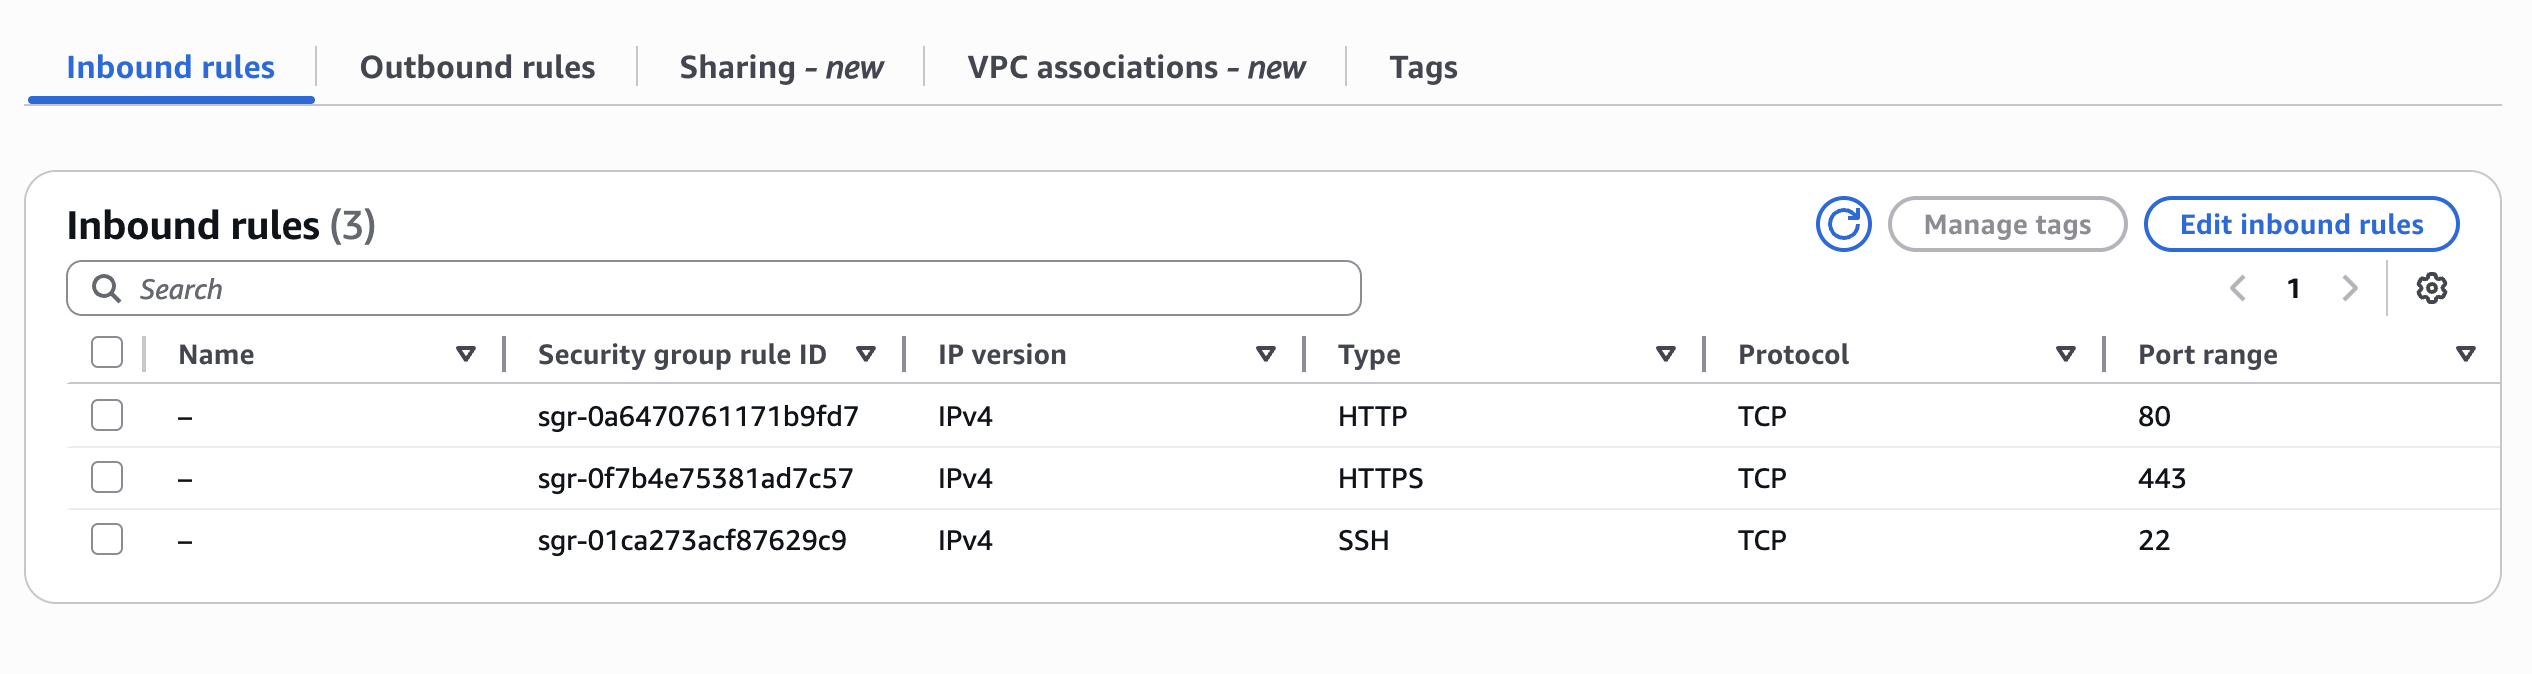 Inbound rules
Outbound rules
Sharing - new
VPC associations - new
Tags
Inbound rules (3)
Manage tags
Edit inbound rules
Search
1
Name Security group rule ID IP version Type Protocol Port range
– sgr-0a6470761171b9fd7 IPv4 HTTP TCP 80
– sgr-0f7b4e75381ad7c57 IPv4 HTTPS TCP 443
– sgr-01ca273acf87629c9 IPv4 SSH TCP 22